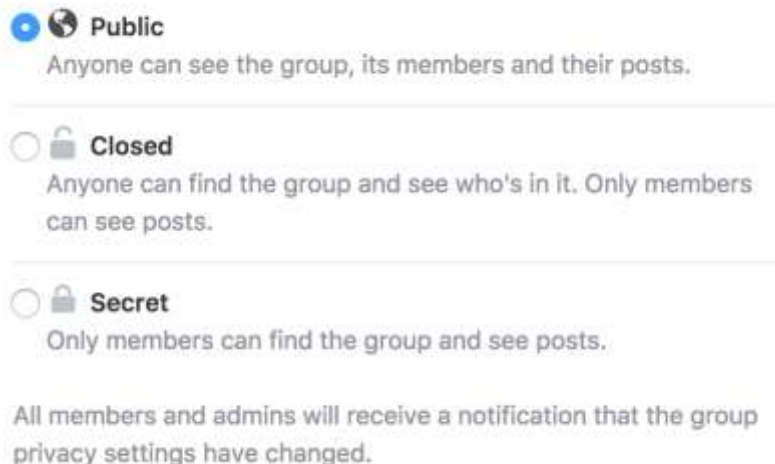 Public
Anyone can see the group, its members and their posts.
Closed
Anyone can find the group and see who's in it. Only members
can see posts.
Secret
Only members can find the group and see posts.
All members and admins will receive a notification that the group
privacy settings have changed.